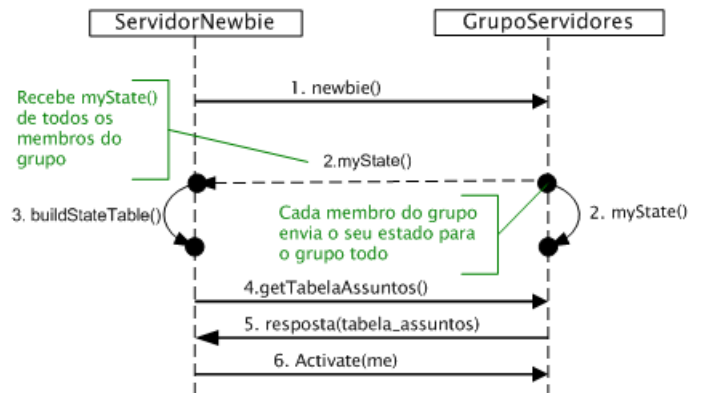 ServidorNewbie
GrupoServidores
1. newbie()
Recebe myState()
de todos os
membros do
grupo
2.myState()
3. buildStateTable()
Cada membro do grupo
envia o seu estado para
o grupo todo
2. myState()
4.getTabelaAssuntos()
5. resposta(tabela_assuntos)
6. Activate(me)